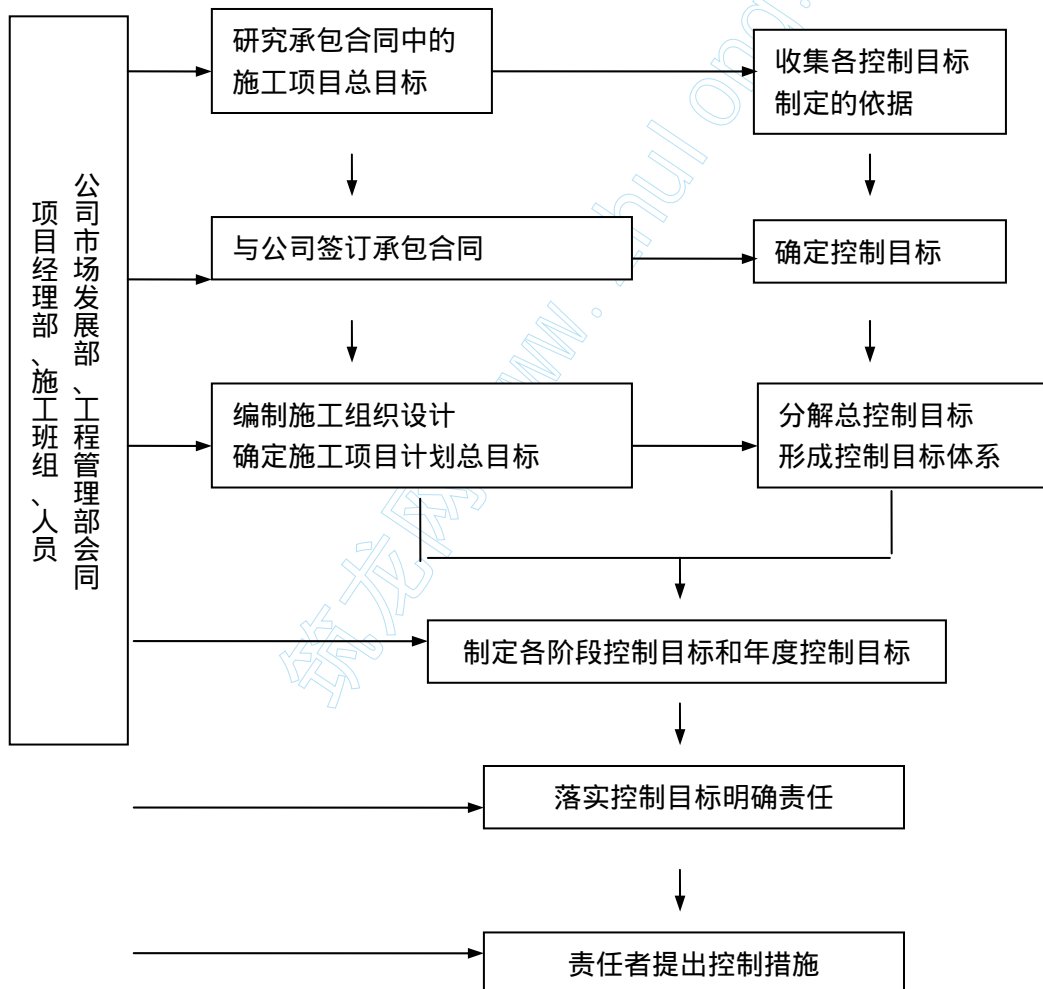 公司市场发展部、工程管理部会同
项目经理部、施工班组、人员
研究承包合同中的
施工项目总目标
收集各控制目标
制定的依据
与公司签订承包合同
确定控制目标
编制施工组织设计
确定施工项目计划总目标
分解总控制目标
形成控制目标体系
制定各阶段控制目标和年度控制目标
落实控制目标明确责任
责任者提出控制措施